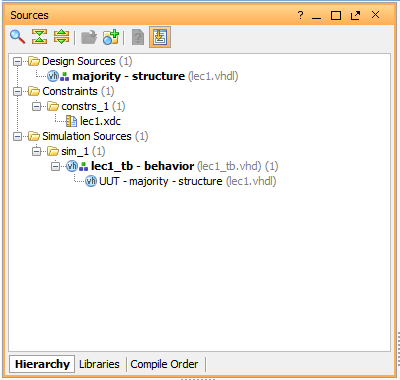 Sources
Design Sources (1)
majority - structure (lec1.vhdl)
Constraints (1)
constrs_1 (1)
lec1.xdc
Simulation Sources (1)
sim_1 (1)
lec1_tb - behavior (lec1_tb.vhd) (1)
UUT - majority - structure (lec1.vhdl)
Hierarchy Libraries Compile Order